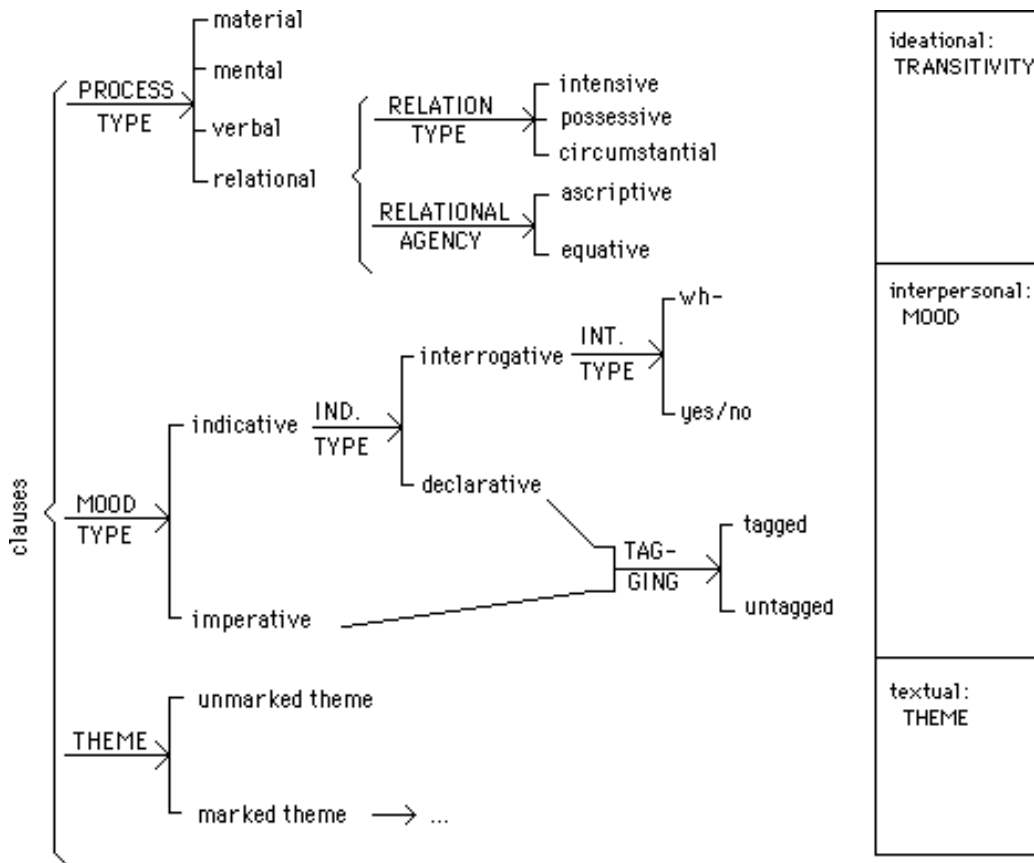 material
mental
PROCESS
TYPE
verbal
relational
RELATION
TYPE
intensive
possessive
circumstantial
RELATIONAL
AGENCY
ascriptive
equative
ideational:
TRANSITIVITY
clauses
MOOD
TYPE
indicative
IND.
TYPE
interrogative
INT.
TYPE
wh-
yes/no
declarative
imperative
TAG-
GING
tagged
untagged
interpersonal:
MOOD
THEME
unmarked theme
marked theme ...
textual:
THEME